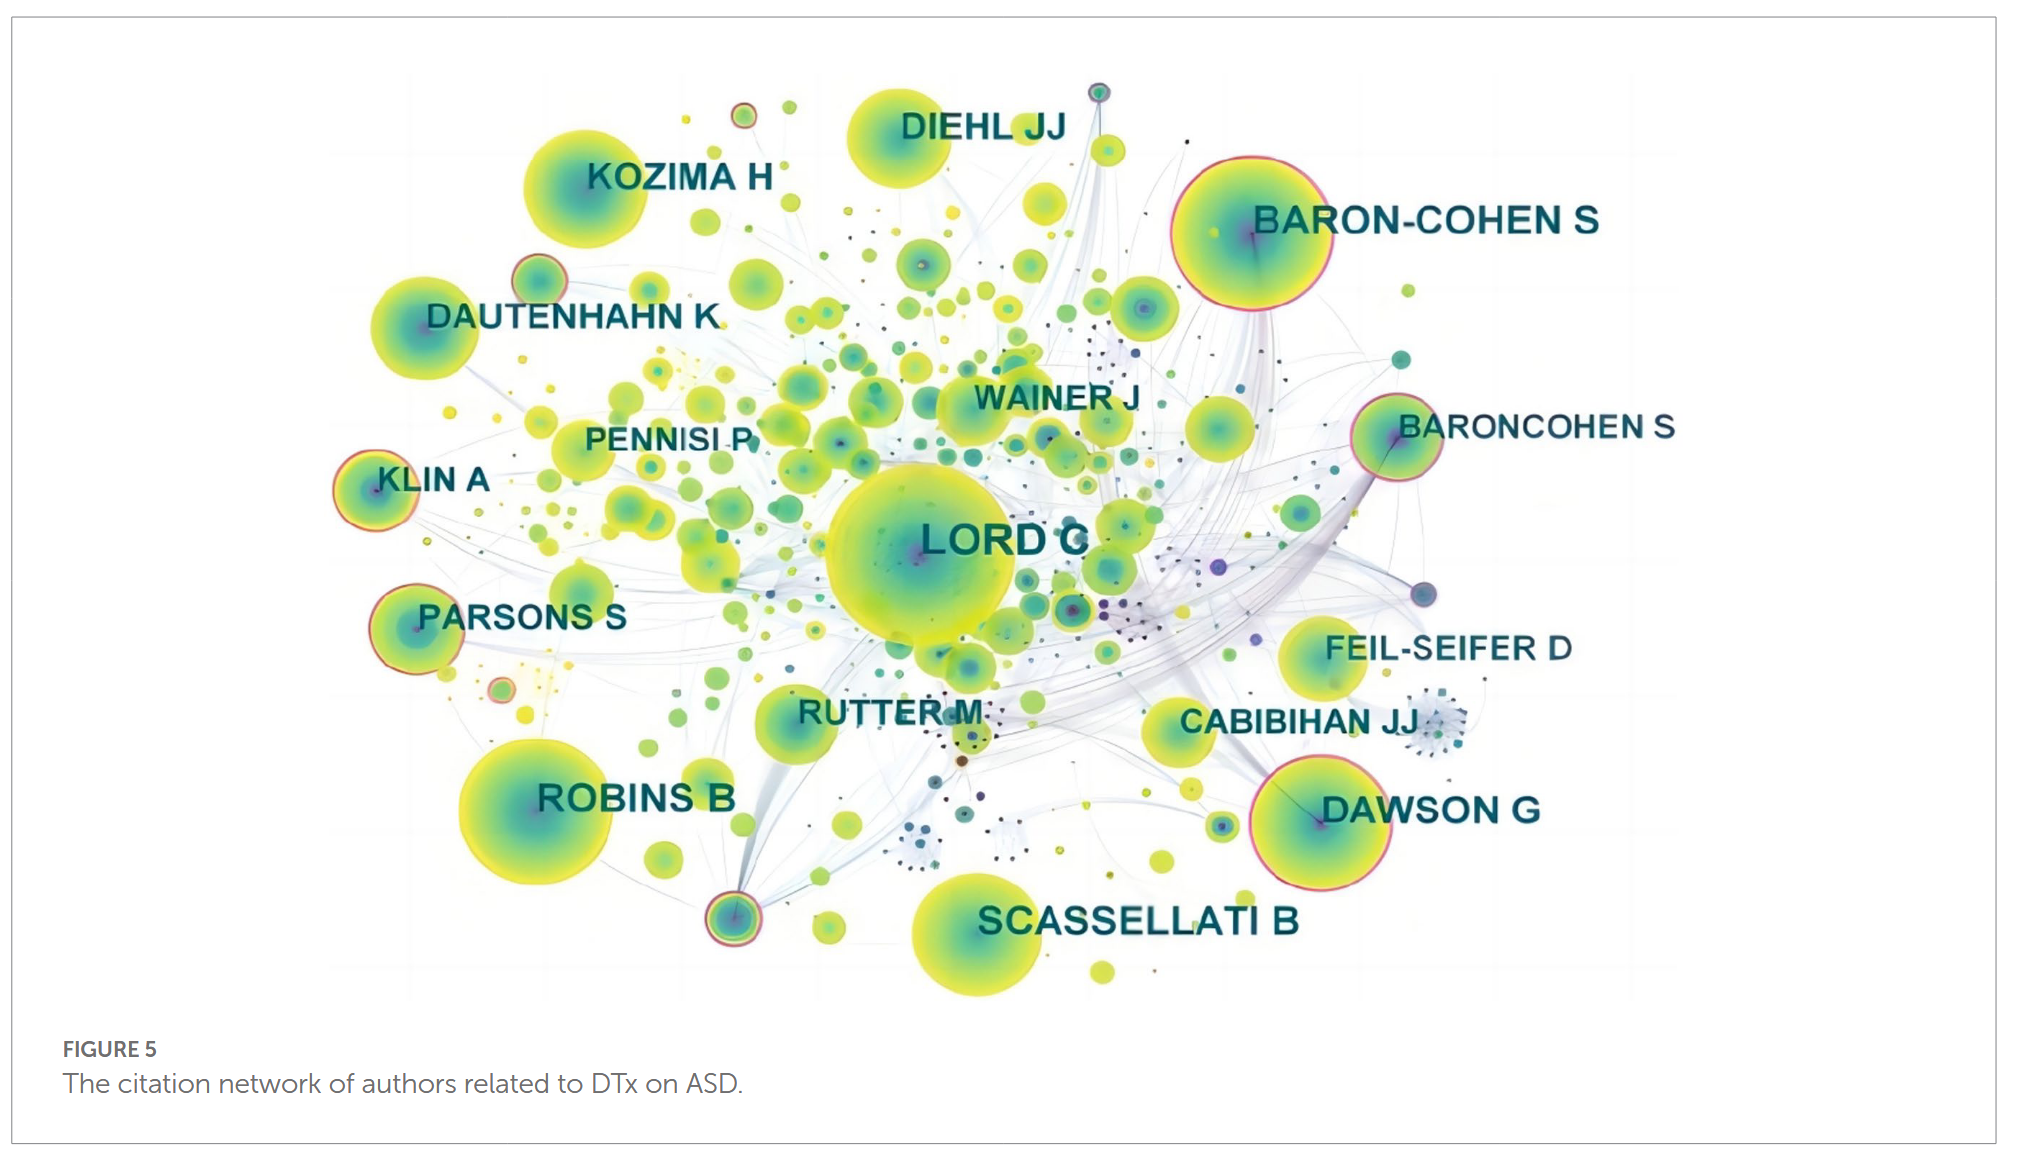 DIEHL JJ
KOZIMA H
BARON-COHEN S
DAUTENHAHN K
WAINER J
BARONCOHEN S
PENNISI P
KLIN A
LORD C
PARSONS S
FEIL-SEIFER D
RUTTER M
CABIBIHAN JJ
ROBINS B
DAWSON G
SCASSELLATI B
FIGURE 5
The citation network of authors related to DTx on ASD.